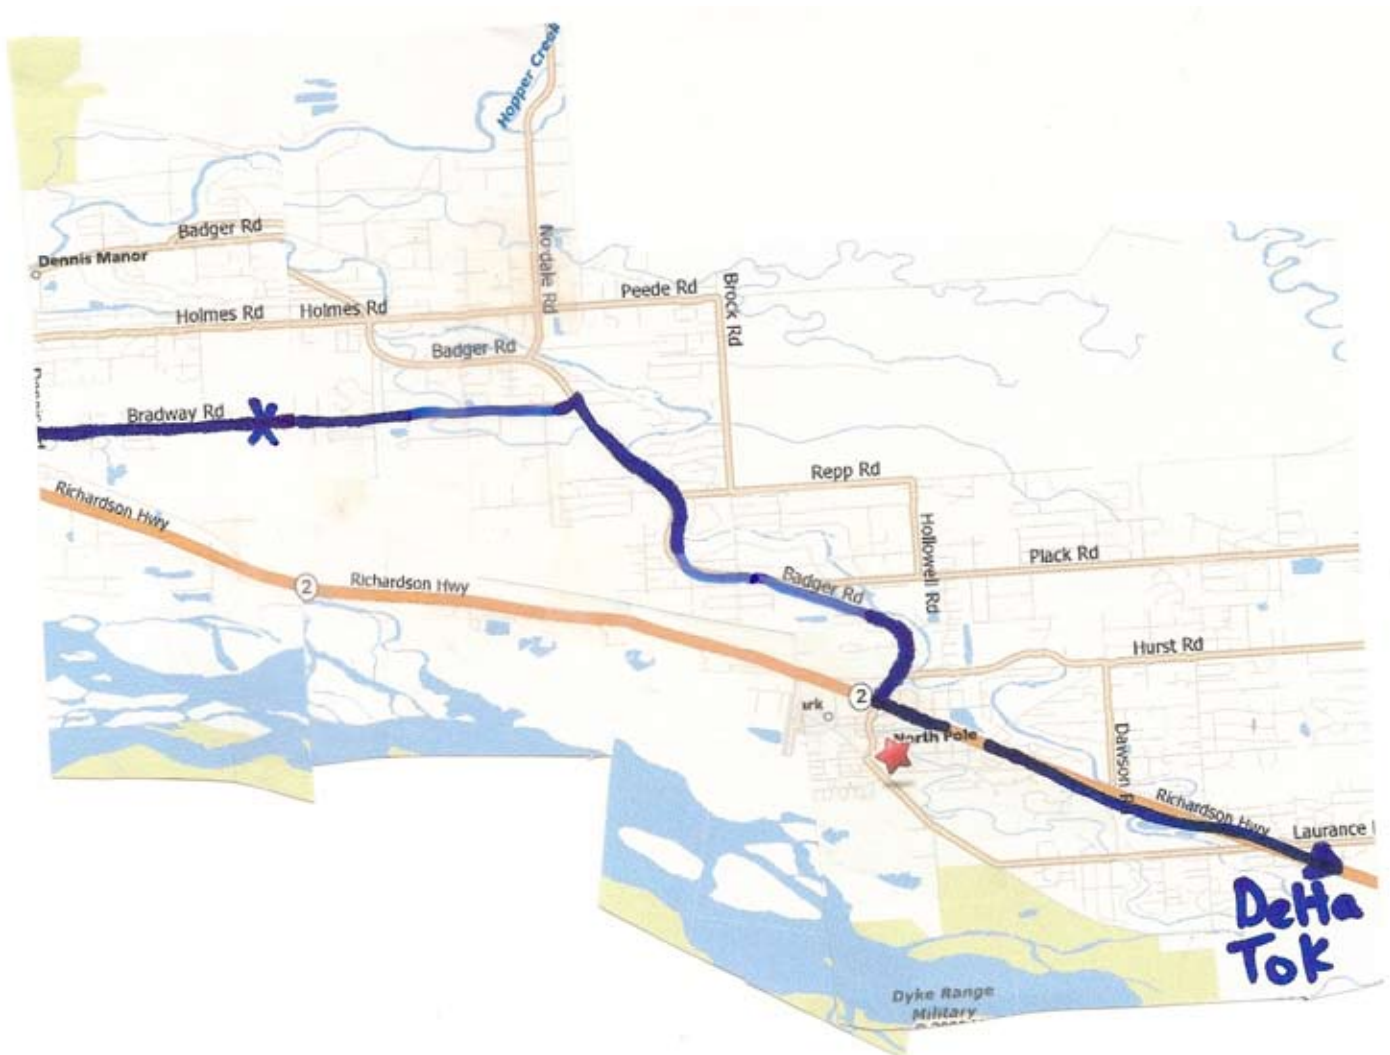 Hopper Creek
Badger Rd
Dennis Manor
Nordale Rd
Peede Rd
Brock Rd
Holmes Rd
Holmes Rd
Badger Rd
Bradway Rd
Richardson Hwy
Repp Rd
Hollowell Rd
Plack Rd
2
Richardson Hwy
Badger Rd
Hurst Rd
2
ark
North Pole
Dawson R
Richardson Hwy
Laurance
Delta
Tok
Dyke Range
Military